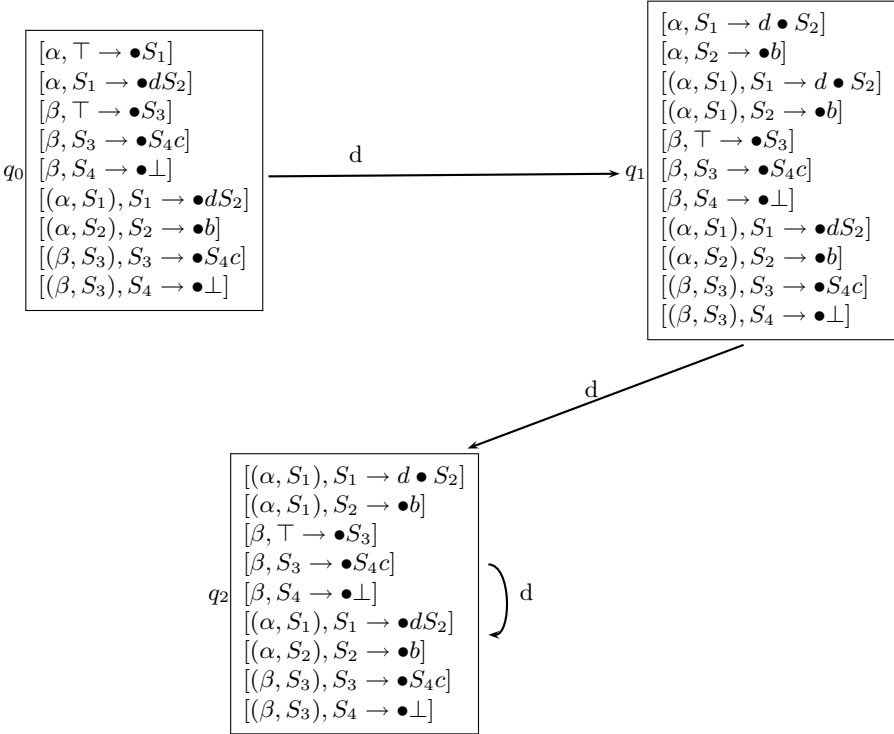 [α, ⊤ → •S₁]
[α, S₁ → •dS₂]
[β, ⊤ → •S₃]
[β, S₃ → •S₄c]
q₀ [β, S₄ → •⊥]
[(α, S₁), S₁ → •dS₂]
[(α, S₂), S₂ → •b]
[(β, S₃), S₃ → •S₄c]
[(β, S₃), S₄ → •⊥]
d
[α, S₁ → d • S₂]
[α, S₂ → •b]
[(α, S₁), S₁ → d • S₂]
[(α, S₁), S₂ → •b]
[β, ⊤ → •S₃]
q₁ [β, S₃ → •S₄c]
[β, S₄ → •⊥]
[(α, S₁), S₁ → •dS₂]
[(α, S₂), S₂ → •b]
[(β, S₃), S₃ → •S₄c]
[(β, S₃), S₄ → •⊥]
d
[(α, S₁), S₁ → d • S₂]
[(α, S₁), S₂ → •b]
[β, ⊤ → •S₃]
[β, S₃ → •S₄c]
q₂ [β, S₄ → •⊥]
[(α, S₁), S₁ → •dS₂]
[(α, S₂), S₂ → •b]
[(β, S₃), S₃ → •S₄c]
[(β, S₃), S₄ → •⊥]
d